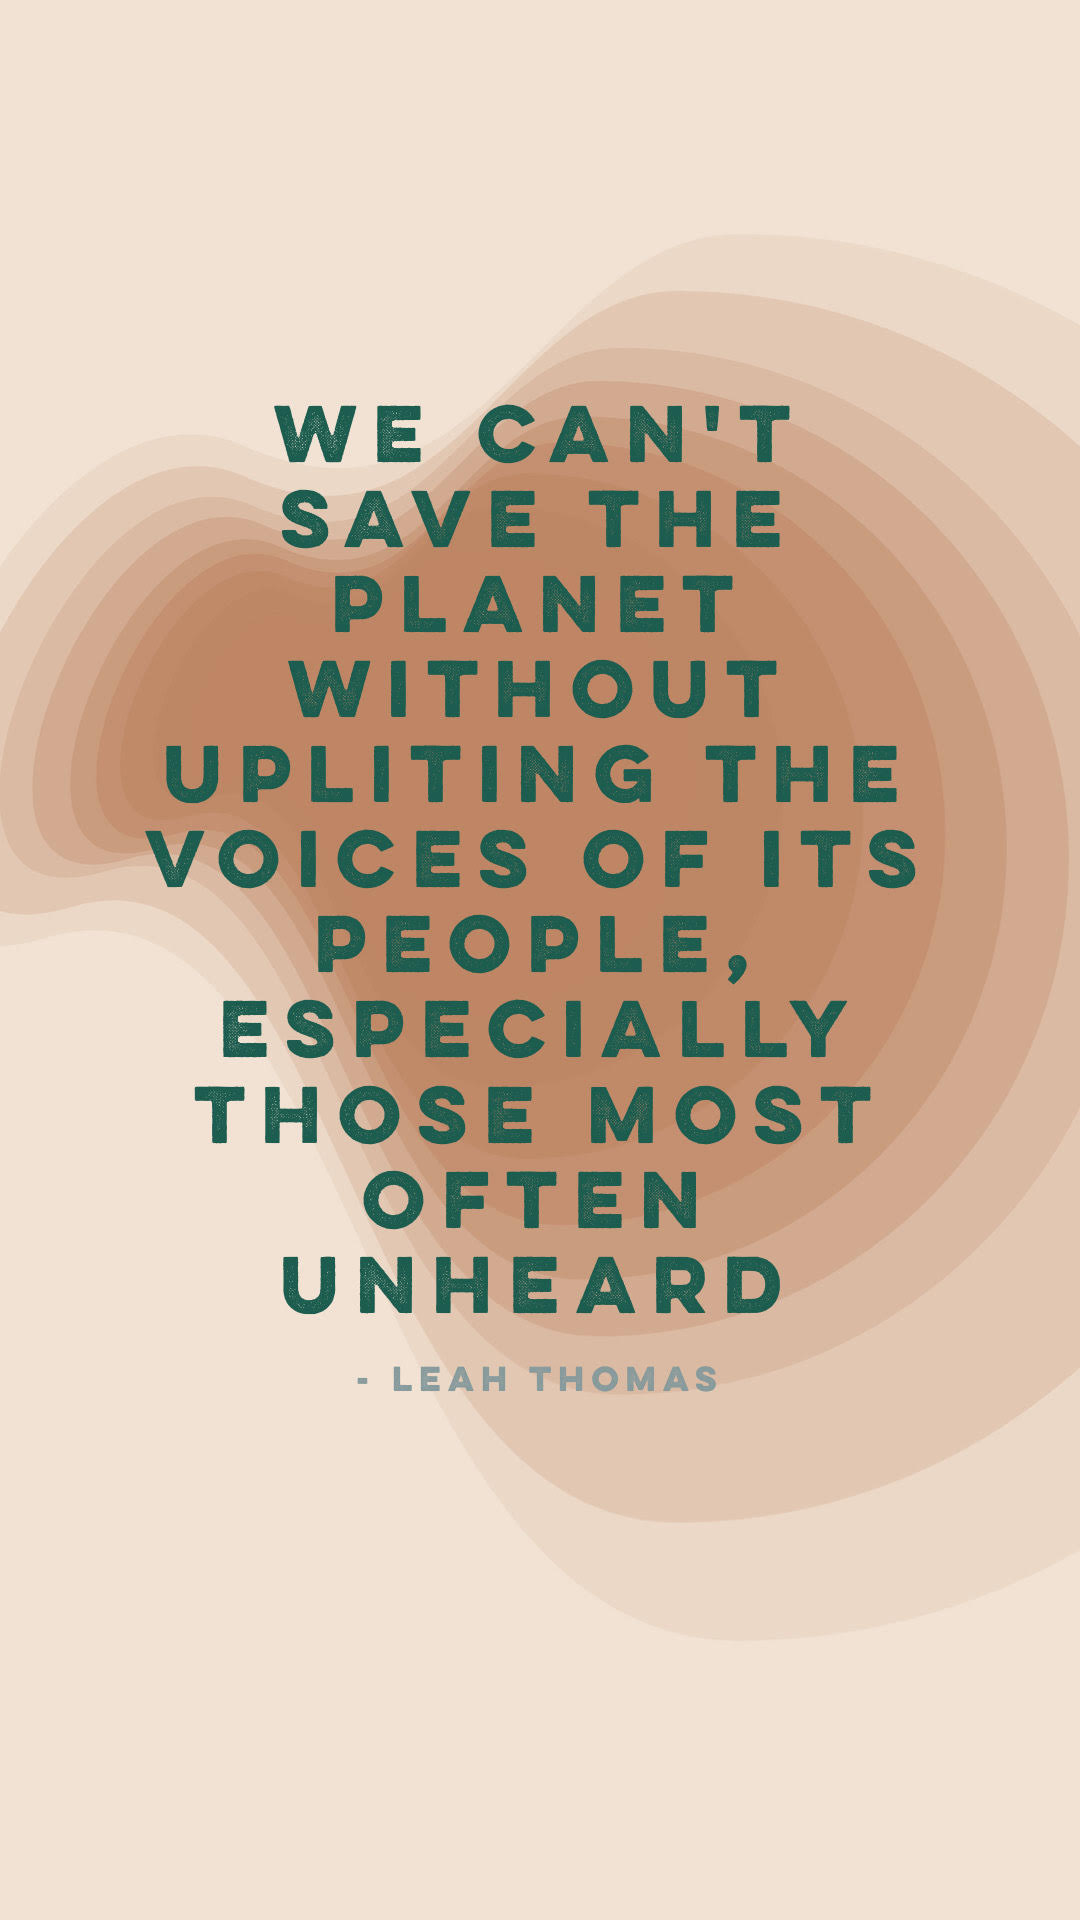 WE CAN'T
SAVE THE
PLANET
WITHOUT
UPLITING THE
VOICES OF ITS
PEOPLE,
ESPECIALLY
THOSE MOST
OFTEN
UNHEARD
- LEAH THOMAS